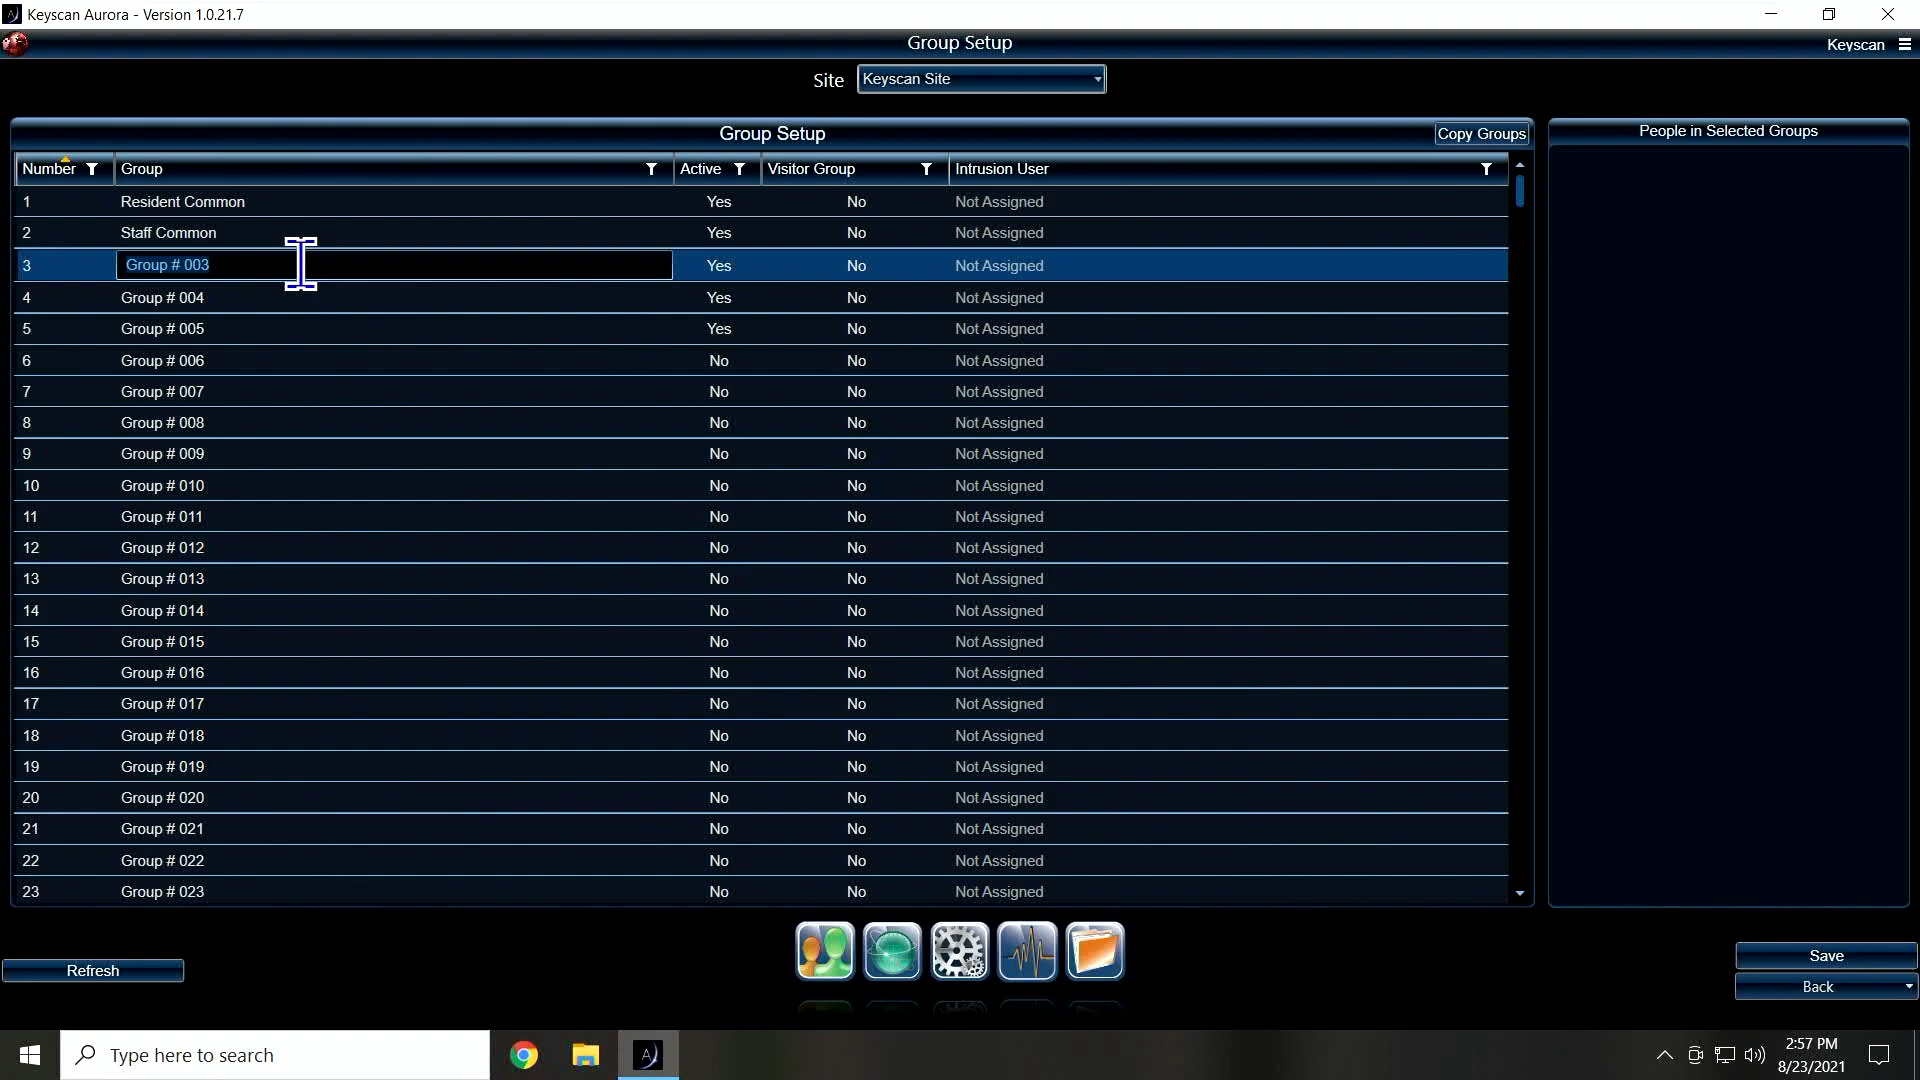 Keyscan Aurora - Version 1.0.21.7
Group Setup
Keyscan
Site Keyscan Site
Group Setup Copy Groups
People in Selected Groups
Number Group Active Visitor Group Intrusion User
1 Resident Common Yes No Not Assigned
2 Staff Common Yes No Not Assigned
3 Group # 003 Yes No Not Assigned
4 Group # 004 Yes No Not Assigned
5 Group # 005 Yes No Not Assigned
6 Group # 006 No No Not Assigned
7 Group # 007 No No Not Assigned
8 Group # 008 No No Not Assigned
9 Group # 009 No No Not Assigned
10 Group # 010 No No Not Assigned
11 Group # 011 No No Not Assigned
12 Group # 012 No No Not Assigned
13 Group # 013 No No Not Assigned
14 Group # 014 No No Not Assigned
15 Group # 015 No No Not Assigned
16 Group # 016 No No Not Assigned
17 Group # 017 No No Not Assigned
18 Group # 018 No No Not Assigned
19 Group # 019 No No Not Assigned
20 Group # 020 No No Not Assigned
21 Group # 021 No No Not Assigned
22 Group # 022 No No Not Assigned
23 Group # 023 No No Not Assigned
Refresh
Save
Back
Type here to search
2:57 PM
8/23/2021